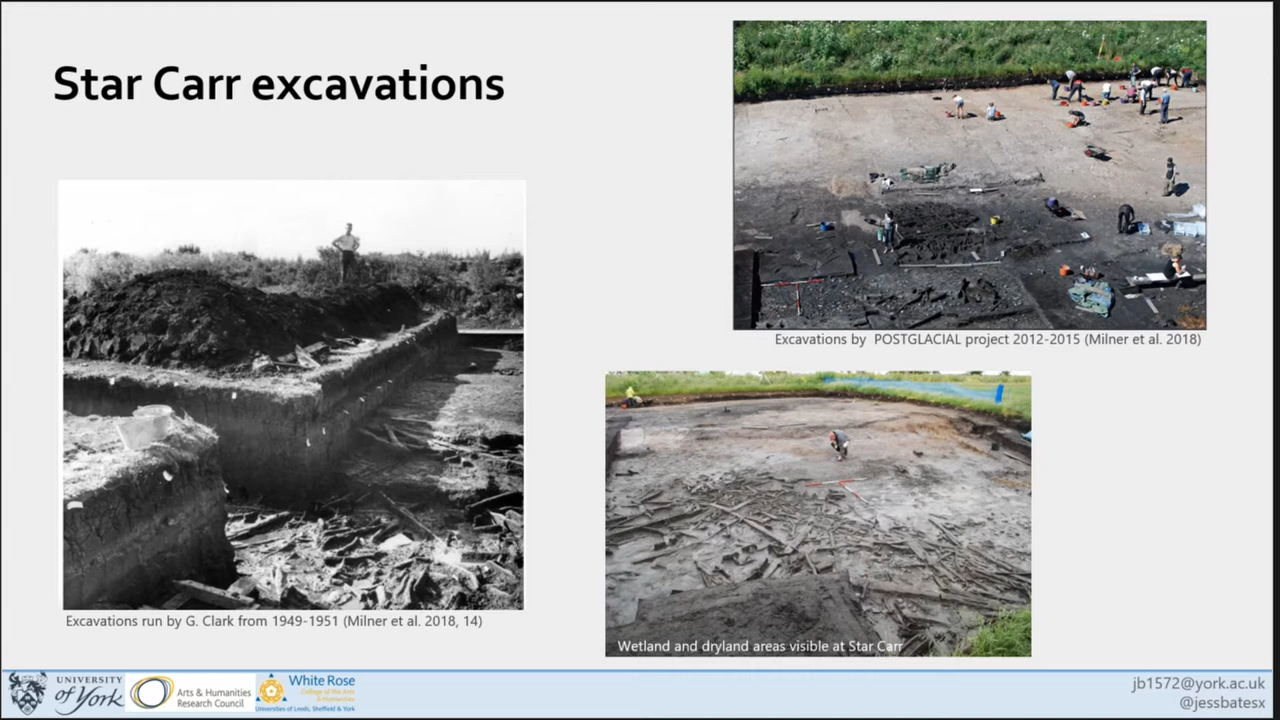 Star Carr excavations
Excavations by POSTGLACIAL project 2012-2015 (Milner et al. 2018)
Excavations run by G. Clark from 1949-1951 (Milner et al. 2018, 14)
Wetland and dryland areas visible at Star Carr
UNIVERSITY
of York
Arts & Humanities
Research Council
White Rose
College of the Arts
& Humanities
Universities of Leeds, Sheffield & York
jb1572@york.ac.uk
@jessbatesx